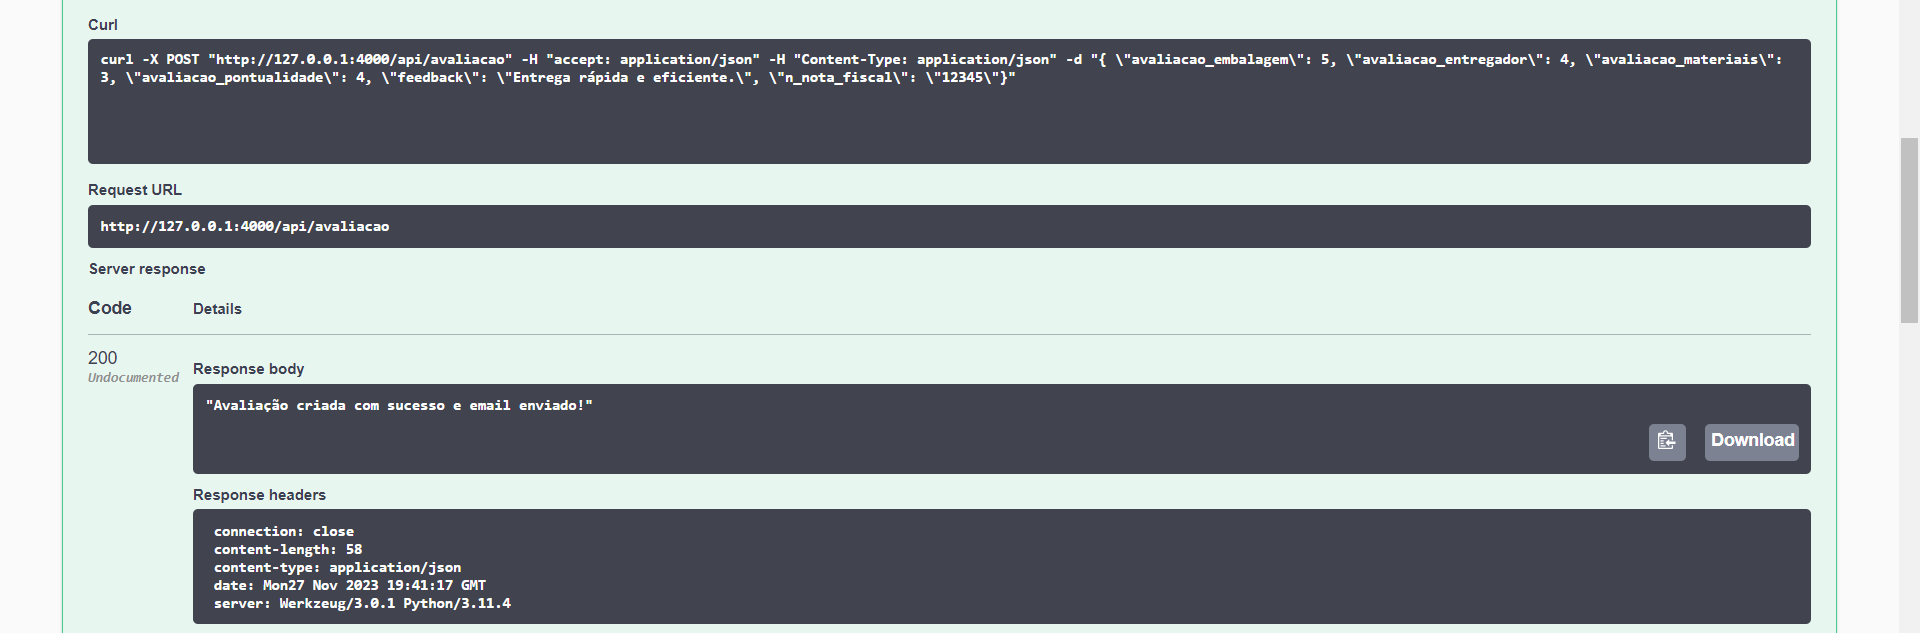 Curl
curl -X POST "http://127.0.0.1:4000/api/avaliacao" -H "accept: application/json" -H "Content-Type: application/json" -d "{ \"avaliacao_embalagem\": 5, \"avaliacao_entregador\": 4, \"avaliacao_materiais\":
3, \"avaliacao_pontualidade\": 4, \"feedback\": \"Entrega rápida e eficiente.\", \"n_nota_fiscal\": \"12345\"}"
Request URL
http://127.0.0.1:4000/api/avaliacao
Server response
Code Details
200
Undocumented
Response body
"Avaliação criada com sucesso e email enviado!"
Download
Response headers
connection: close
content-length: 58
content-type: application/json
date: Mon27 Nov 2023 19:41:17 GMT
server: Werkzeug/3.0.1 Python/3.11.4